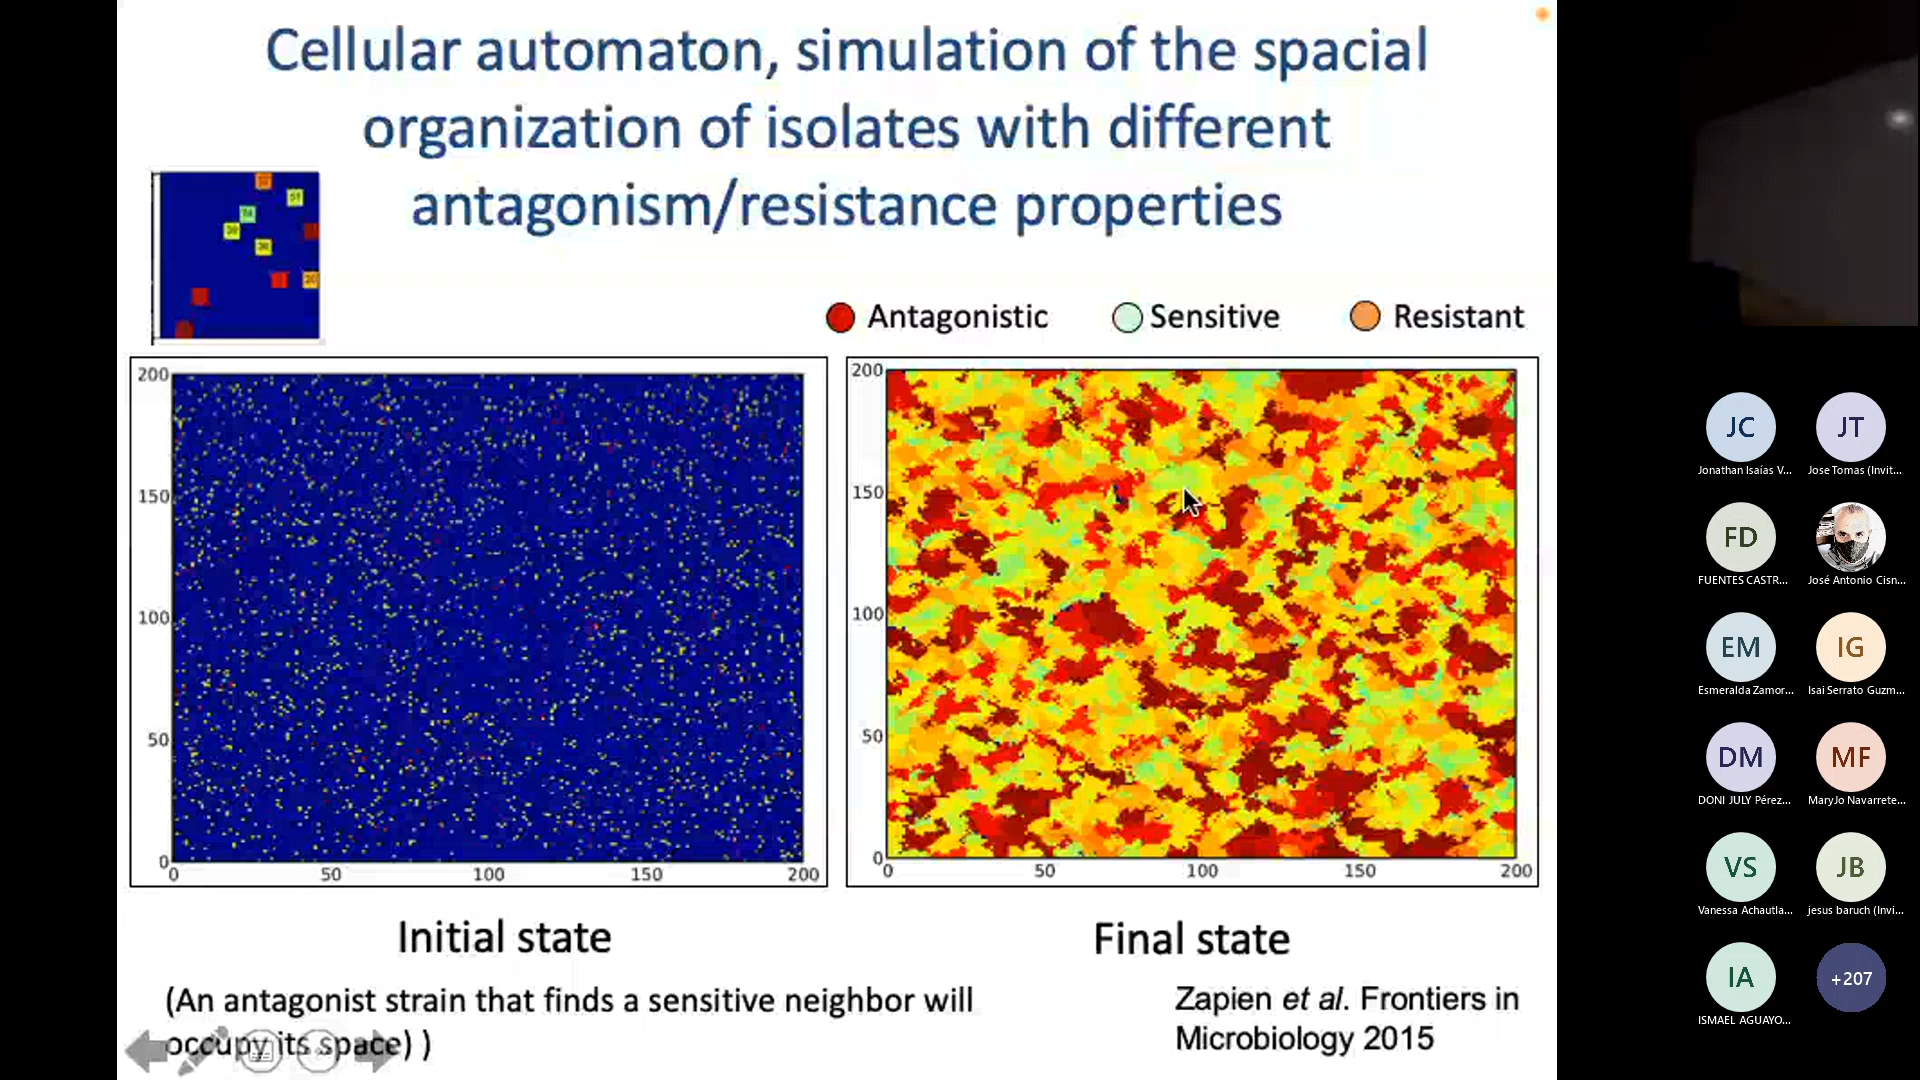 Cellular automaton, simulation of the spacial
organization of isolates with different
antagonism/resistance properties
Antagonistic
Sensitive
Resistant
200
150
100
50
0
0
50
100
150
200
200
150
100
50
0
0
50
100
150
200
Initial state
Final state
(An antagonist strain that finds a sensitive neighbor will
occupy its space) )
Zapien et al. Frontiers in
Microbiology 2015
JC
Jonathan Isaías V...
JT
Jose Tomas (Invit...
FD
FUENTES CASTR...
José Antonio Cisn...
EM
Esmeralda Zamor...
IG
Isai Serrato Guzm...
DM
DONI JULY Pérez...
MF
MaryJo Navarrete...
VS
Vanessa Achautla...
JB
jesus baruch (Invi...
IA
ISMAEL AGUAYO...
+207